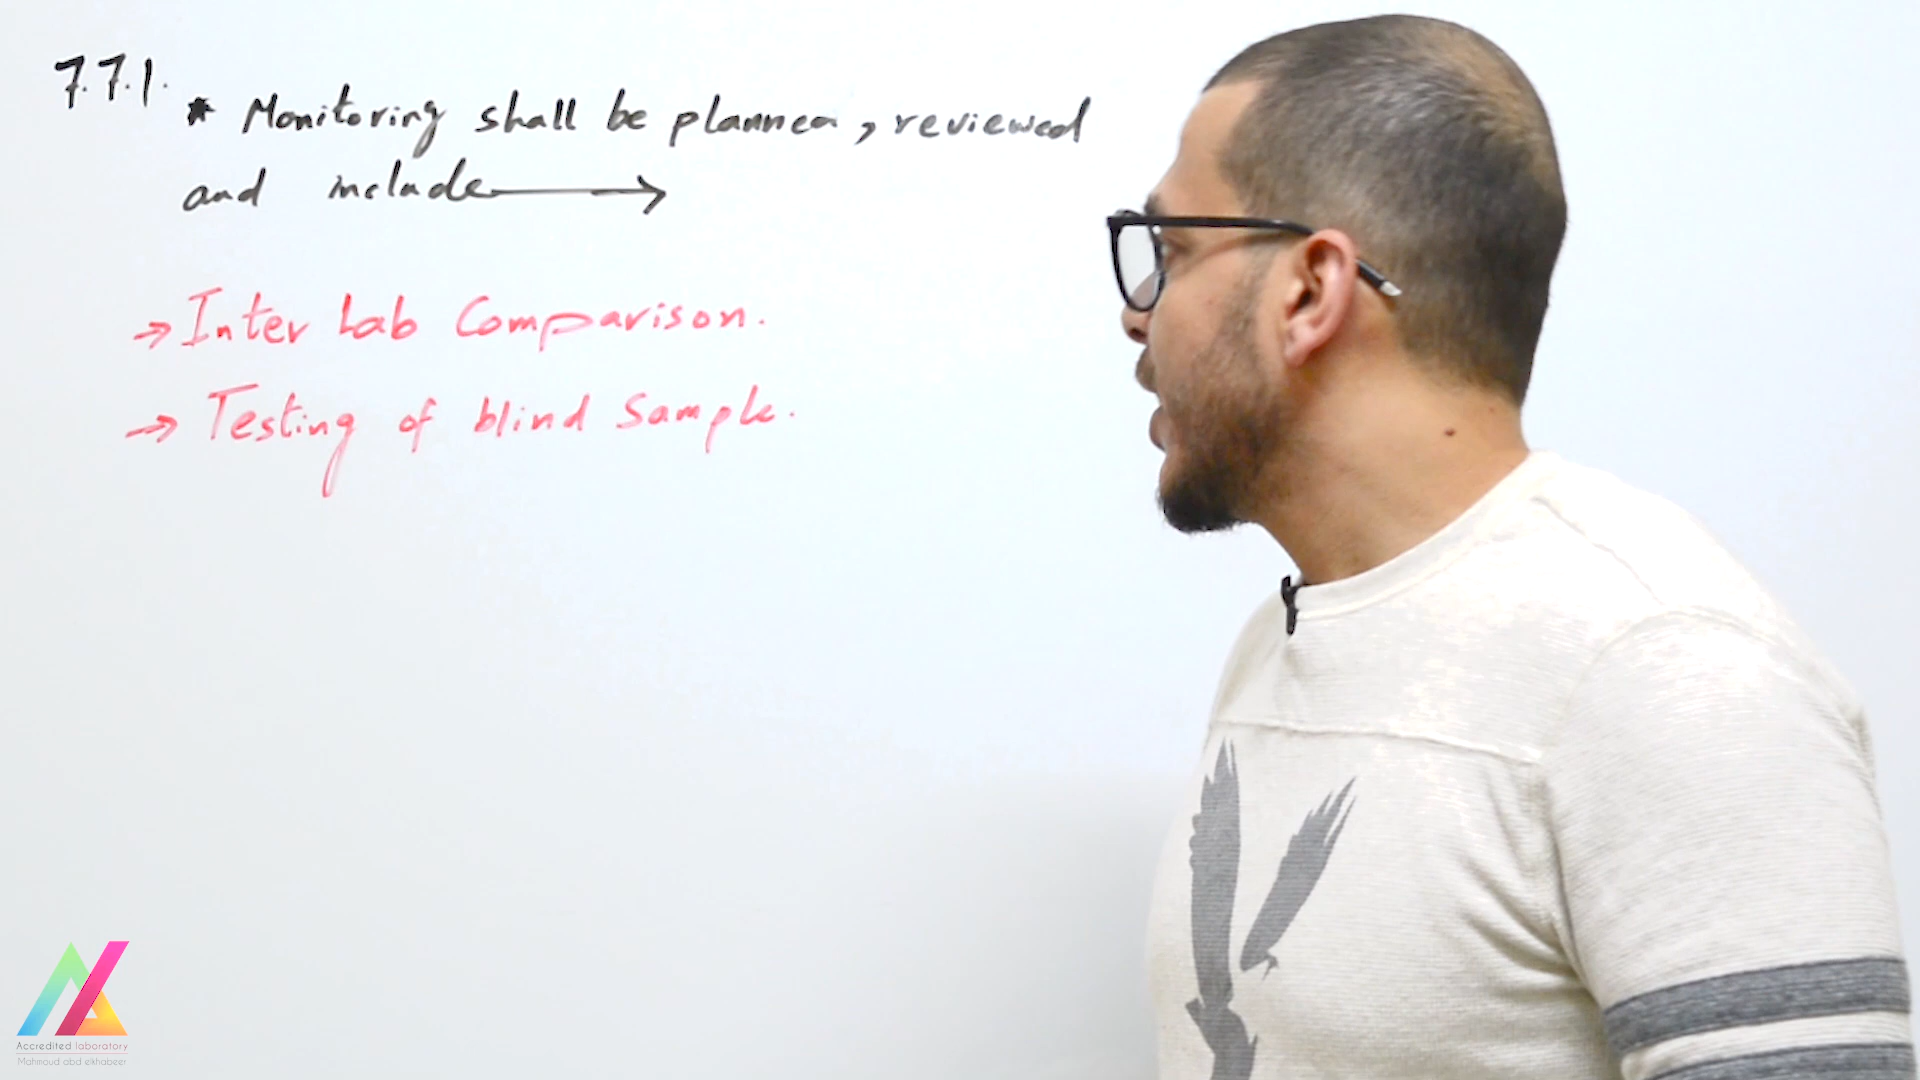 7.7.1.
* Monitoring shall be planned, reviewed
and include →
→ Inter Lab Comparison.
→ Testing of blind Sample.
Accredited laboratory
Mahmoud abd elkhabeer